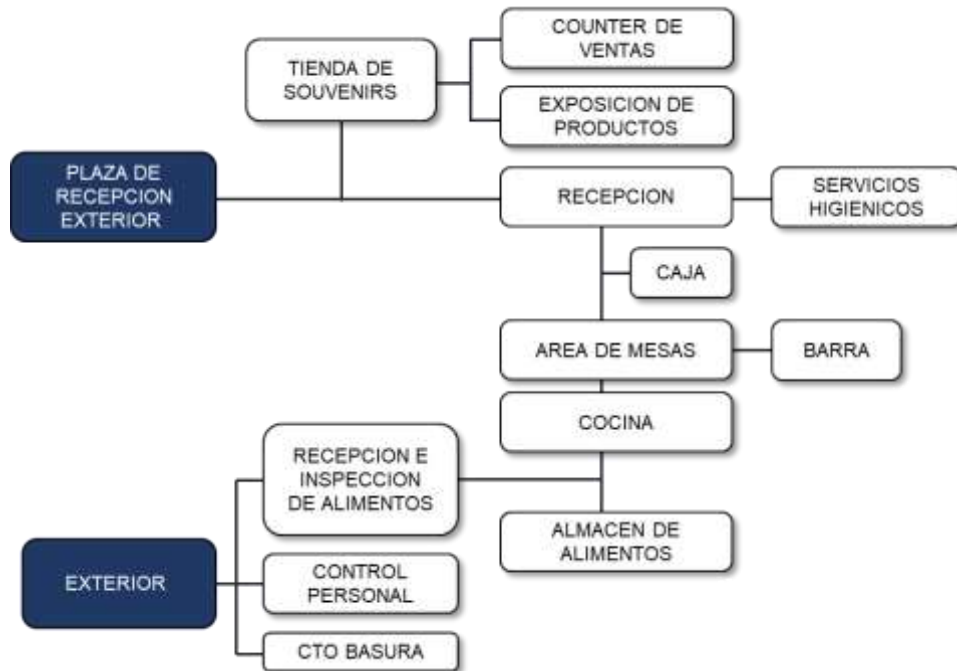 COUNTER DE
VENTAS
TIENDA DE
SOUVENIRS
EXPOSICION DE
PRODUCTOS
PLAZA DE
RECEPCION
EXTERIOR
RECEPCION
SERVICIOS
HIGIENICOS
CAJA
AREA DE MESAS
BARRA
COCINA
RECEPCION E
INSPECCION
DE ALIMENTOS
ALMACEN DE
ALIMENTOS
EXTERIOR
CONTROL
PERSONAL
CTO BASURA